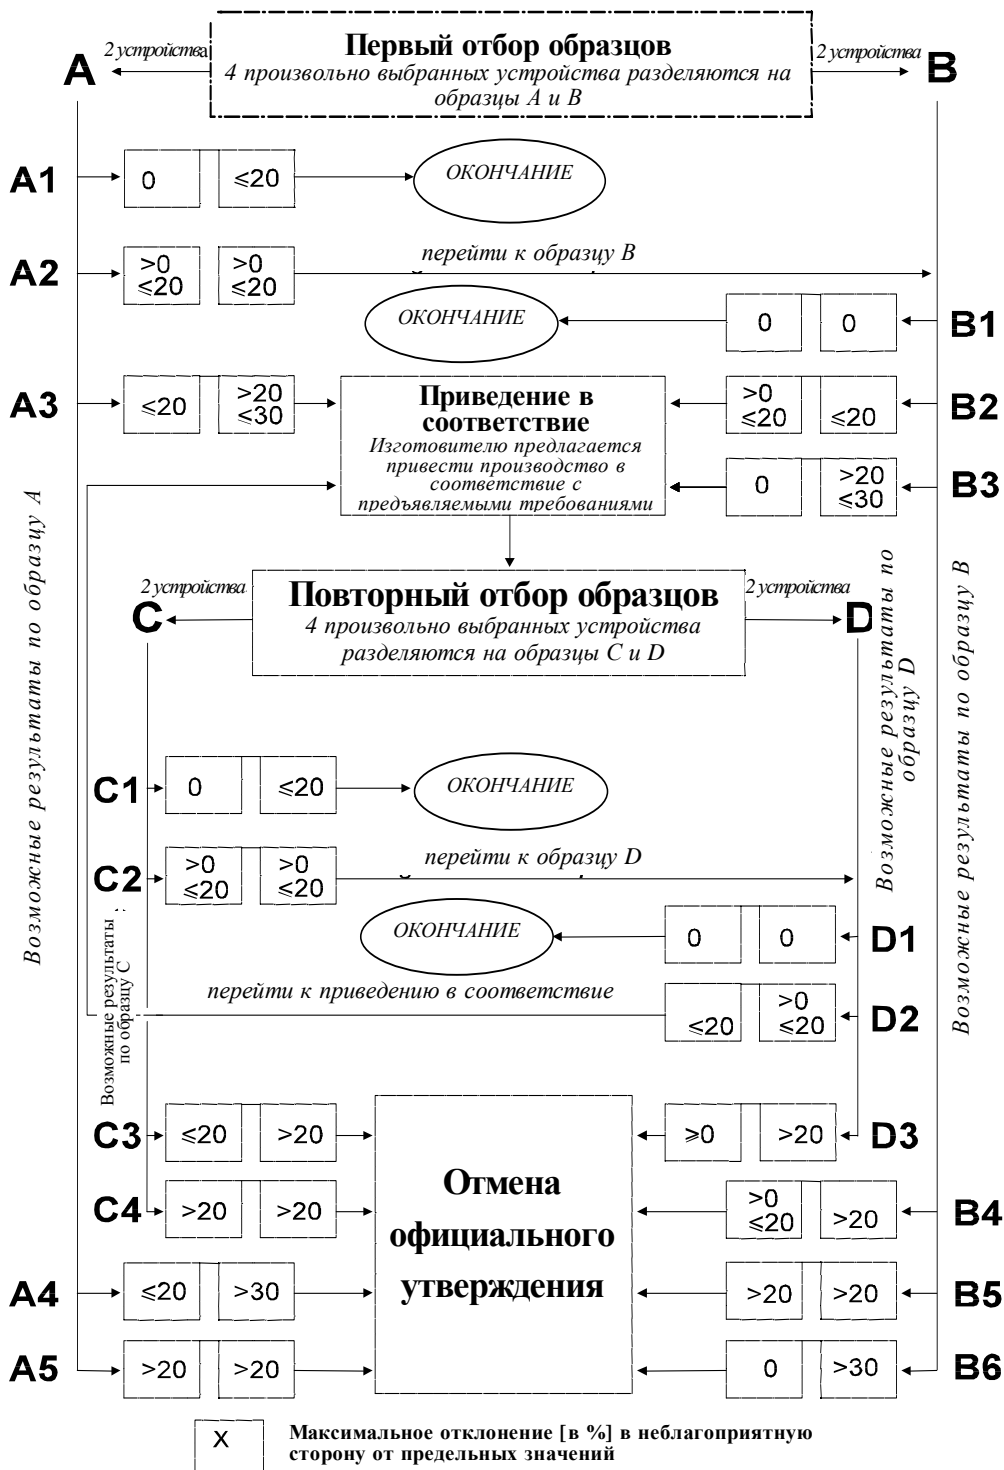 Первый отбор образцов
4 произвольно выбранных устройства разделяются на
образцы A и B
2 устройства
2 устройства
A
B
A1
0
≤20
ОКОНЧАНИЕ
A2
>0
≤20
>0
≤20
перейти к образцу B
ОКОНЧАНИЕ
0
0
B1
A3
≤20
>20
≤30
Приведение в
соответствие
Изготовителю предлагается
привести производство в
соответствие с
предъявляемыми требованиями
>0
≤20
≤20
B2
0
>20
≤30
B3
Возможные результаты по образцу A
Возможные результаты по образцу B
2 устройства
2 устройства
C
Повторный отбор образцов
4 произвольно выбранных устройства
разделяются на образцы C и D
D
Возможные результаты по
образцу D
C1
0
≤20
ОКОНЧАНИЕ
C2
>0
≤20
>0
≤20
перейти к образцу D
ОКОНЧАНИЕ
0
0
D1
Возможные результаты
по образцу C
перейти к приведению в соответствие
≤20
>0
≤20
D2
C3
≤20
>20
Отмена
официального
утверждения
≥0
>20
D3
C4
>20
>20
>0
≤20
>20
B4
A4
≤20
>30
>20
>20
B5
A5
>20
>20
0
>30
B6
X
Максимальное отклонение [в %] в неблагоприятную
сторону от предельных значений